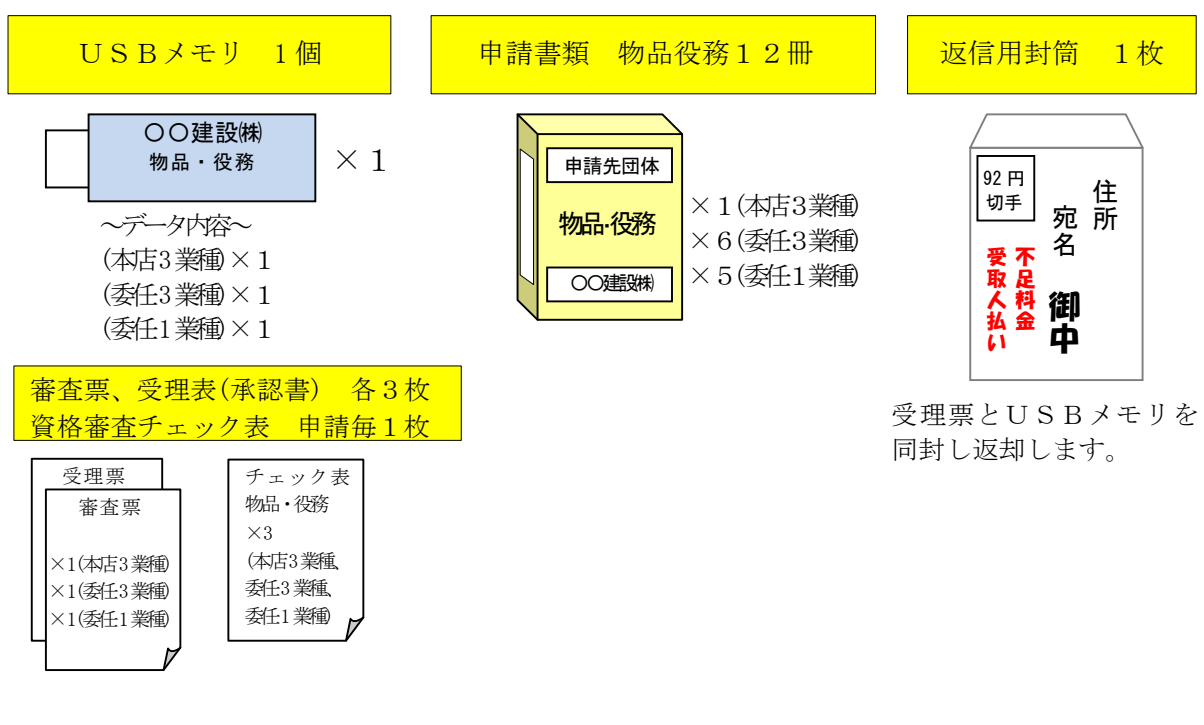 ＵＳＢメモリ　１個
〇〇建設㈱
物品・役務
×１
～データ内容～
(本店３業種)×１
(委任３業種)×１
(委任１業種)×１
申請書類　物品役務１２冊
申請先団体
物品・役務
〇〇建設㈱
×１(本店３業種)
×６(委任３業種)
×５(委任１業種)
返信用封筒　１枚
92円
切手
住所
宛名　御中
不足料金
受取人払い
受理票とＵＳＢメモリを
同封し返却します。
審査票、受理表(承認書)　各３枚
資格審査チェック表　申請毎１枚
受理票
審査票
×1(本店3業種)
×1(委任3業種)
×1(委任1業種)
チェック表
物品・役務
×3
(本店3業種、
委任3業種、
委任1業種)